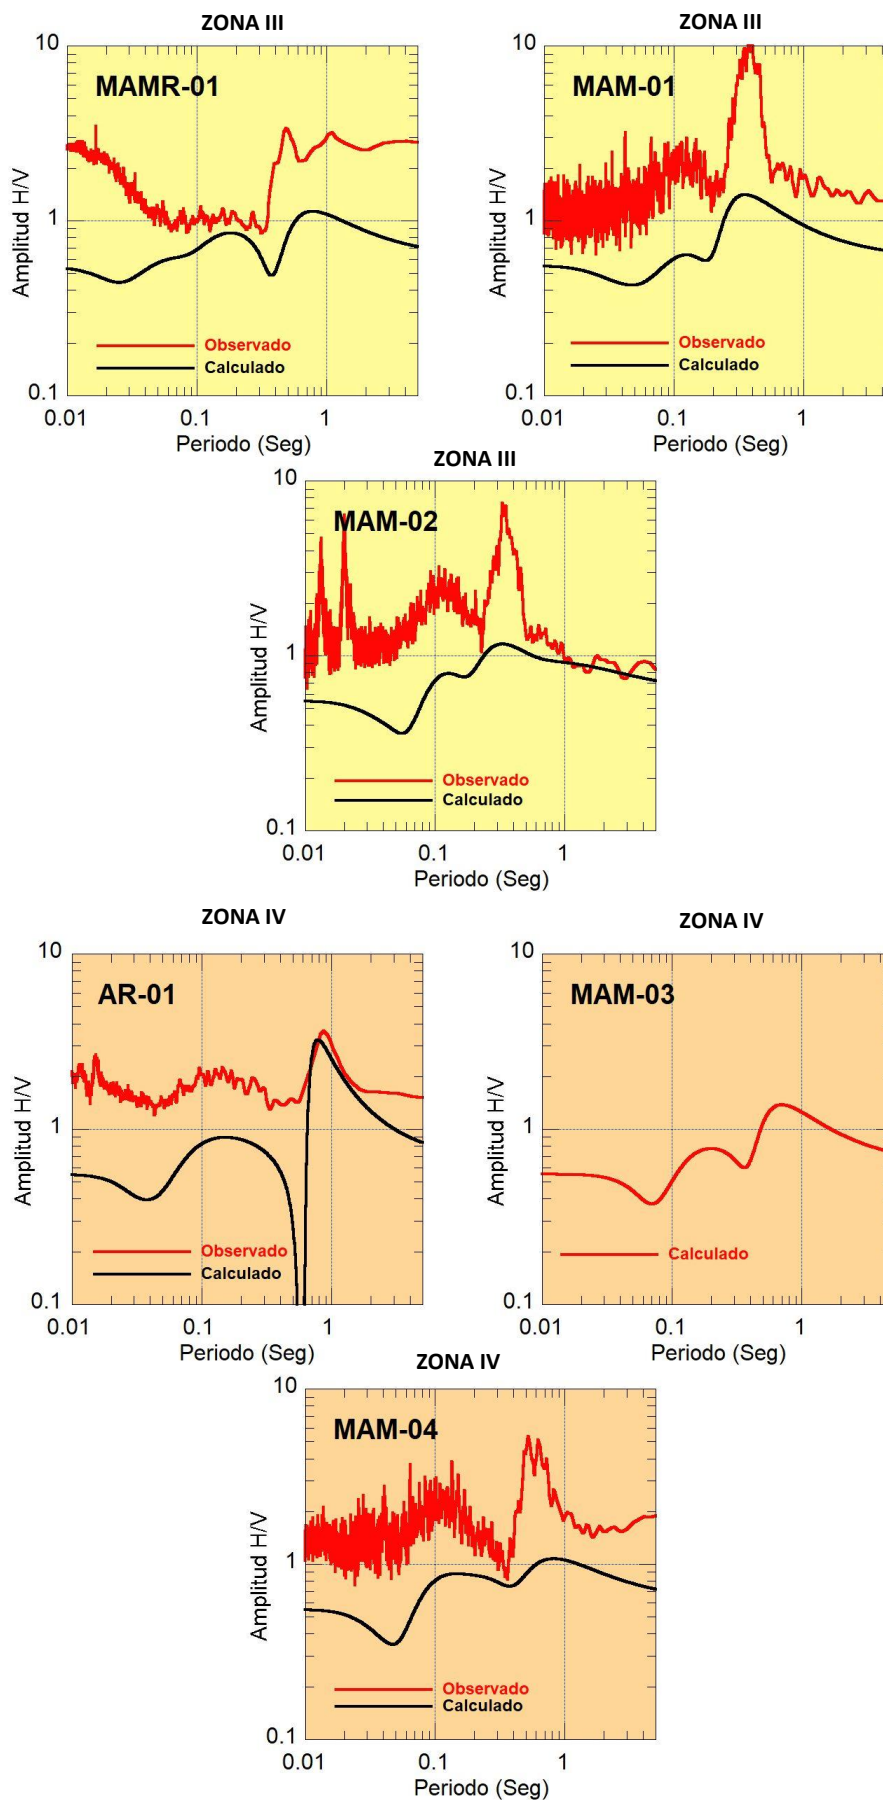 ZONA III
10
MAMR-01
Amplitud H/V
1
Observado
Calculado
0.1
0.01
0.1
1
Periodo (Seg)
ZONA III
10
MAM-01
Amplitud H/V
1
Observado
Calculado
0.1
0.01
0.1
1
Periodo (Seg)
ZONA III
10
MAM-02
Amplitud H/V
1
Observado
Calculado
0.1
0.01
0.1
1
Periodo (Seg)
ZONA IV
10
AR-01
Amplitud H/V
1
Observado
Calculado
0.1
0.01
0.1
1
Periodo (Seg)
ZONA IV
10
MAM-03
Amplitud H/V
1
Calculado
0.1
0.01
0.1
1
Periodo (Seg)
ZONA IV
10
MAM-04
Amplitud H/V
1
Observado
Calculado
0.1
0.01
0.1
1
Periodo (Seg)